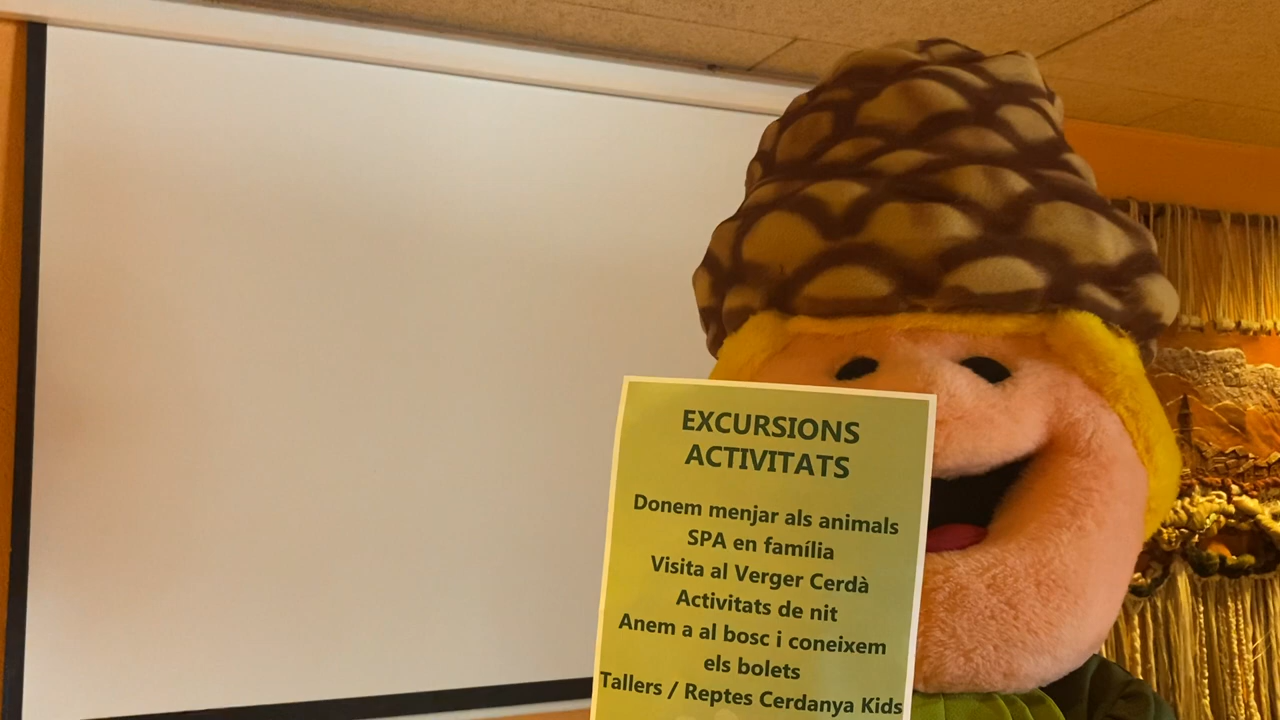 EXCURSIONS
ACTIVITATS
Donem menjar als animals
SPA en família
Visita al Verger Cerdà
Activitats de nit
Anem a al bosc i coneixem
els bolets
Tallers / Reptes Cerdanya Kids